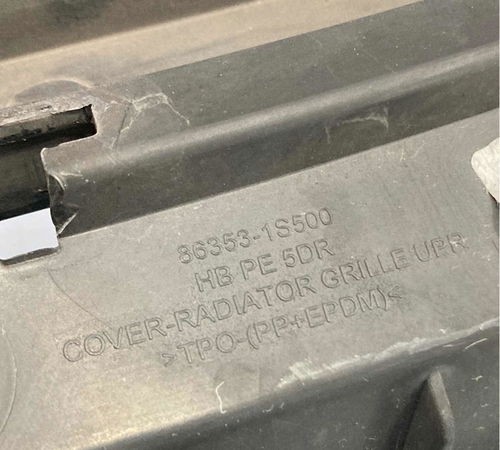 86353-1S500
HB PE 5DR
COVER-RADIATOR GRILLE UPR
>TPO-(PP+EPDM)<